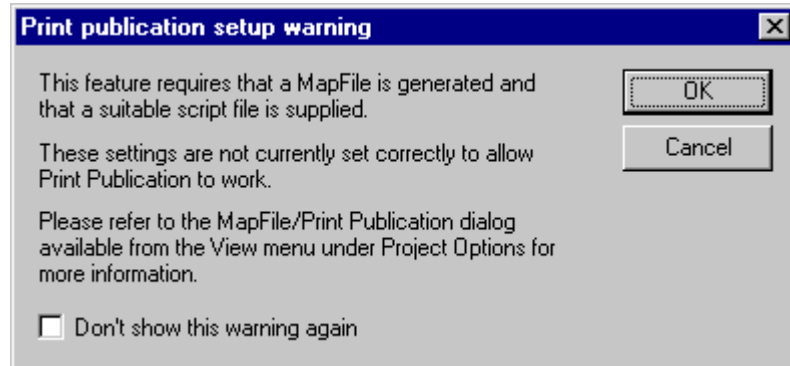 Print publication setup warning
This feature requires that a MapFile is generated and
that a suitable script file is supplied.
OK
These settings are not currently set correctly to allow
Print Publication to work.
Cancel
Please refer to the MapFile/Print Publication dialog
available from the View menu under Project Options for
more information.
Don't show this warning again